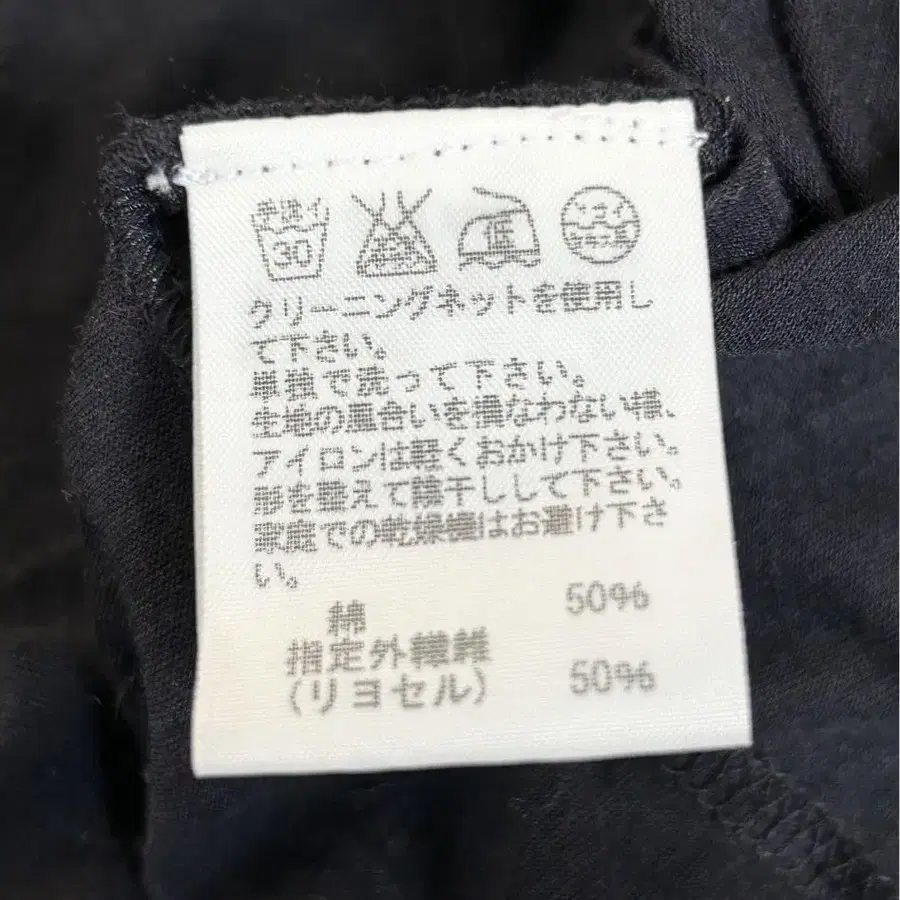 手洗イ
30
低
クリーニングネットを使用し
て下さい。
単独で洗って下さい。
生地の風合いを損なわない様、
アイロンは軽くおかけ下さい。
形を整えて陰干しして下さい。
家庭での乾燥機はお避け下さ
い。
綿 50%
指定外繊維
(リヨセル) 50%